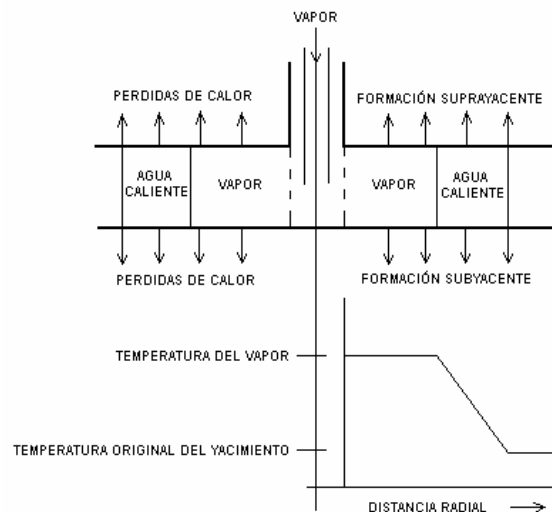 VAPOR
PERDIDAS DE CALOR
FORMACIÓN SUPRAYACENTE
AGUA
CALIENTE
VAPOR
VAPOR
AGUA
CALIENTE
PERDIDAS DE CALOR
FORMACIÓN SUBYACENTE
TEMPERATURA DEL VAPOR
TEMPERATURA ORIGINAL DEL YACIMIENTO
DISTANCIA RADIAL